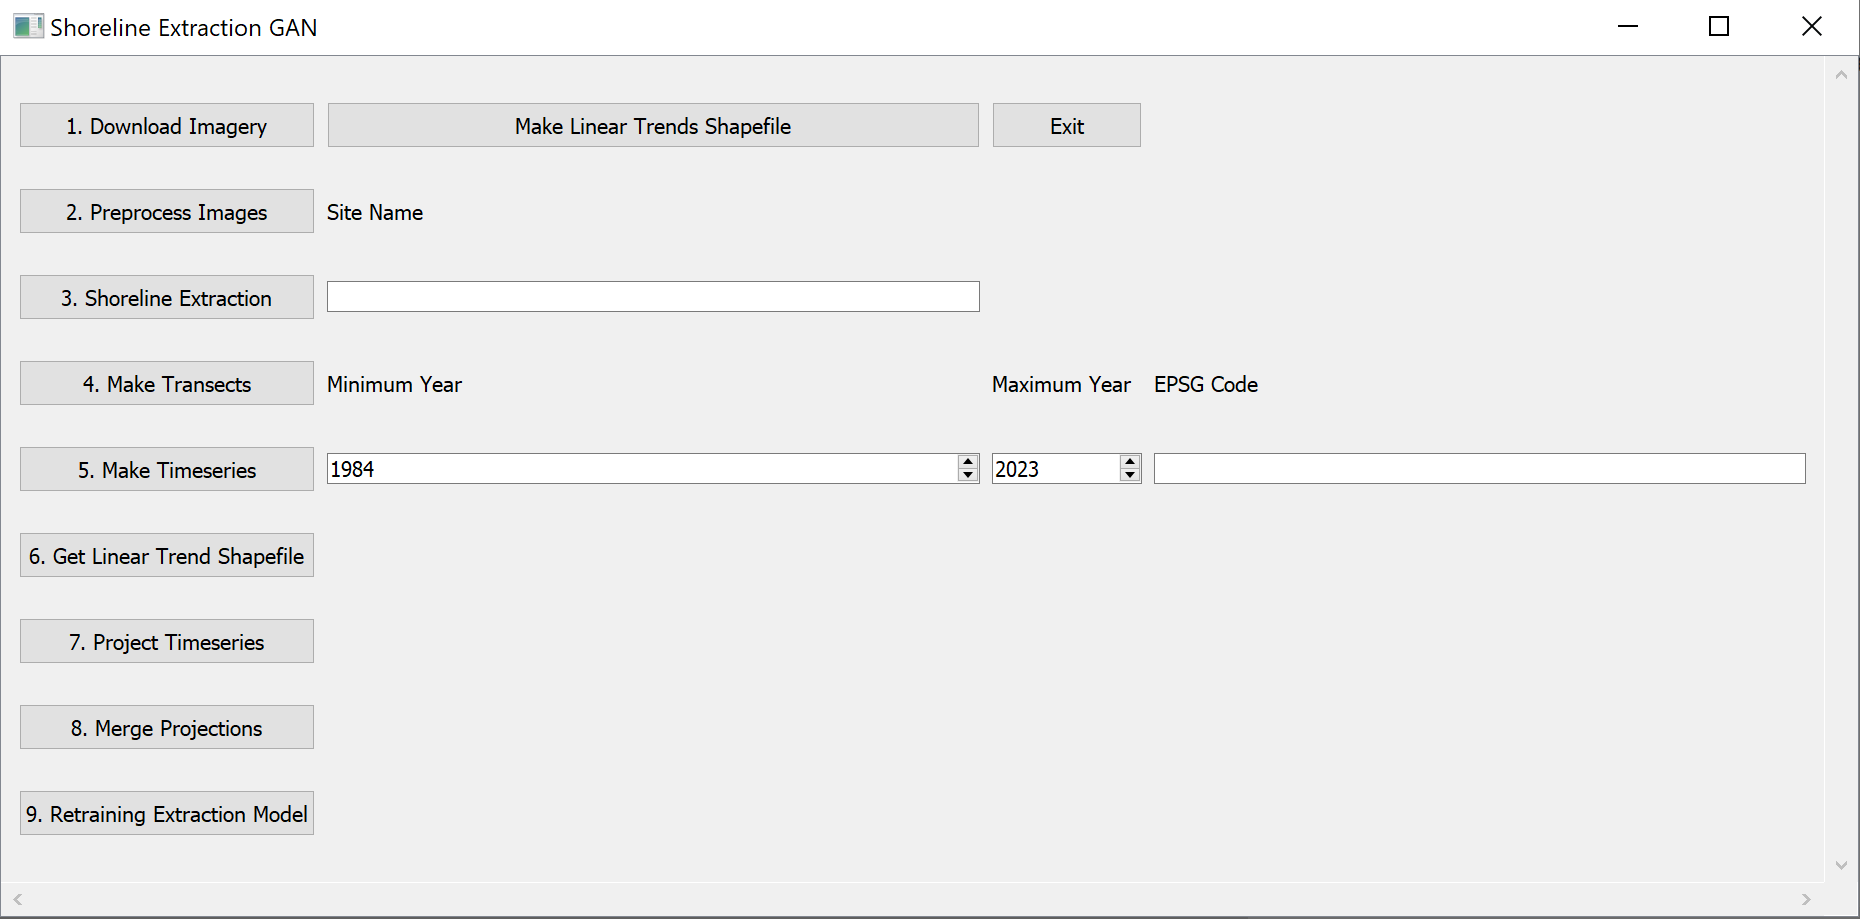 Shoreline Extraction GAN
1. Download Imagery
Make Linear Trends Shapefile
Exit
2. Preprocess Images
Site Name
3. Shoreline Extraction
4. Make Transects
Minimum Year
Maximum Year
EPSG Code
5. Make Timeseries
1984
2023
6. Get Linear Trend Shapefile
7. Project Timeseries
8. Merge Projections
9. Retraining Extraction Model